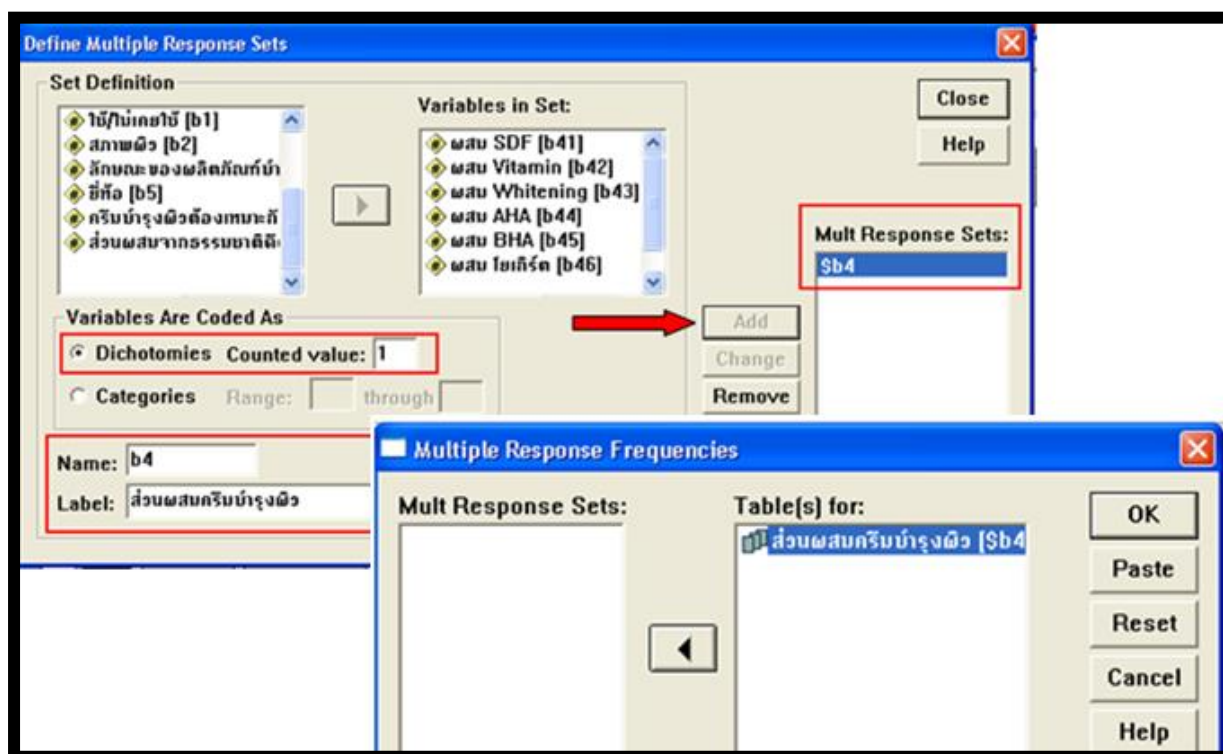 Define Multiple Response Sets
Set Definition
ใช้/ไม่เคยใช้ [b1]
สภาพผิว [b2]
ลักษณะของผลิตภัณฑ์บำ
ยี่ห้อ [b5]
ครีมบำรุงผิวต้องเหมาะกั
ส่วนผสมจากธรรมชาติดี
Variables in Set:
ผสม SDF [b41]
ผสม Vitamin [b42]
ผสม Whitening [b43]
ผสม AHA [b44]
ผสม BHA [b45]
ผสม โยเกิร์ต [b46]
Close
Help
Mult Response Sets:
$b4
Variables Are Coded As
Dichotomies Counted value: 1
Categories Range: through
Add
Change
Remove
Name: b4
Label: ส่วนผสมครีมบำรุงผิว
Multiple Response Frequencies
Mult Response Sets:
Table(s) for:
ส่วนผสมครีมบำรุงผิว [$b4
OK
Paste
Reset
Cancel
Help